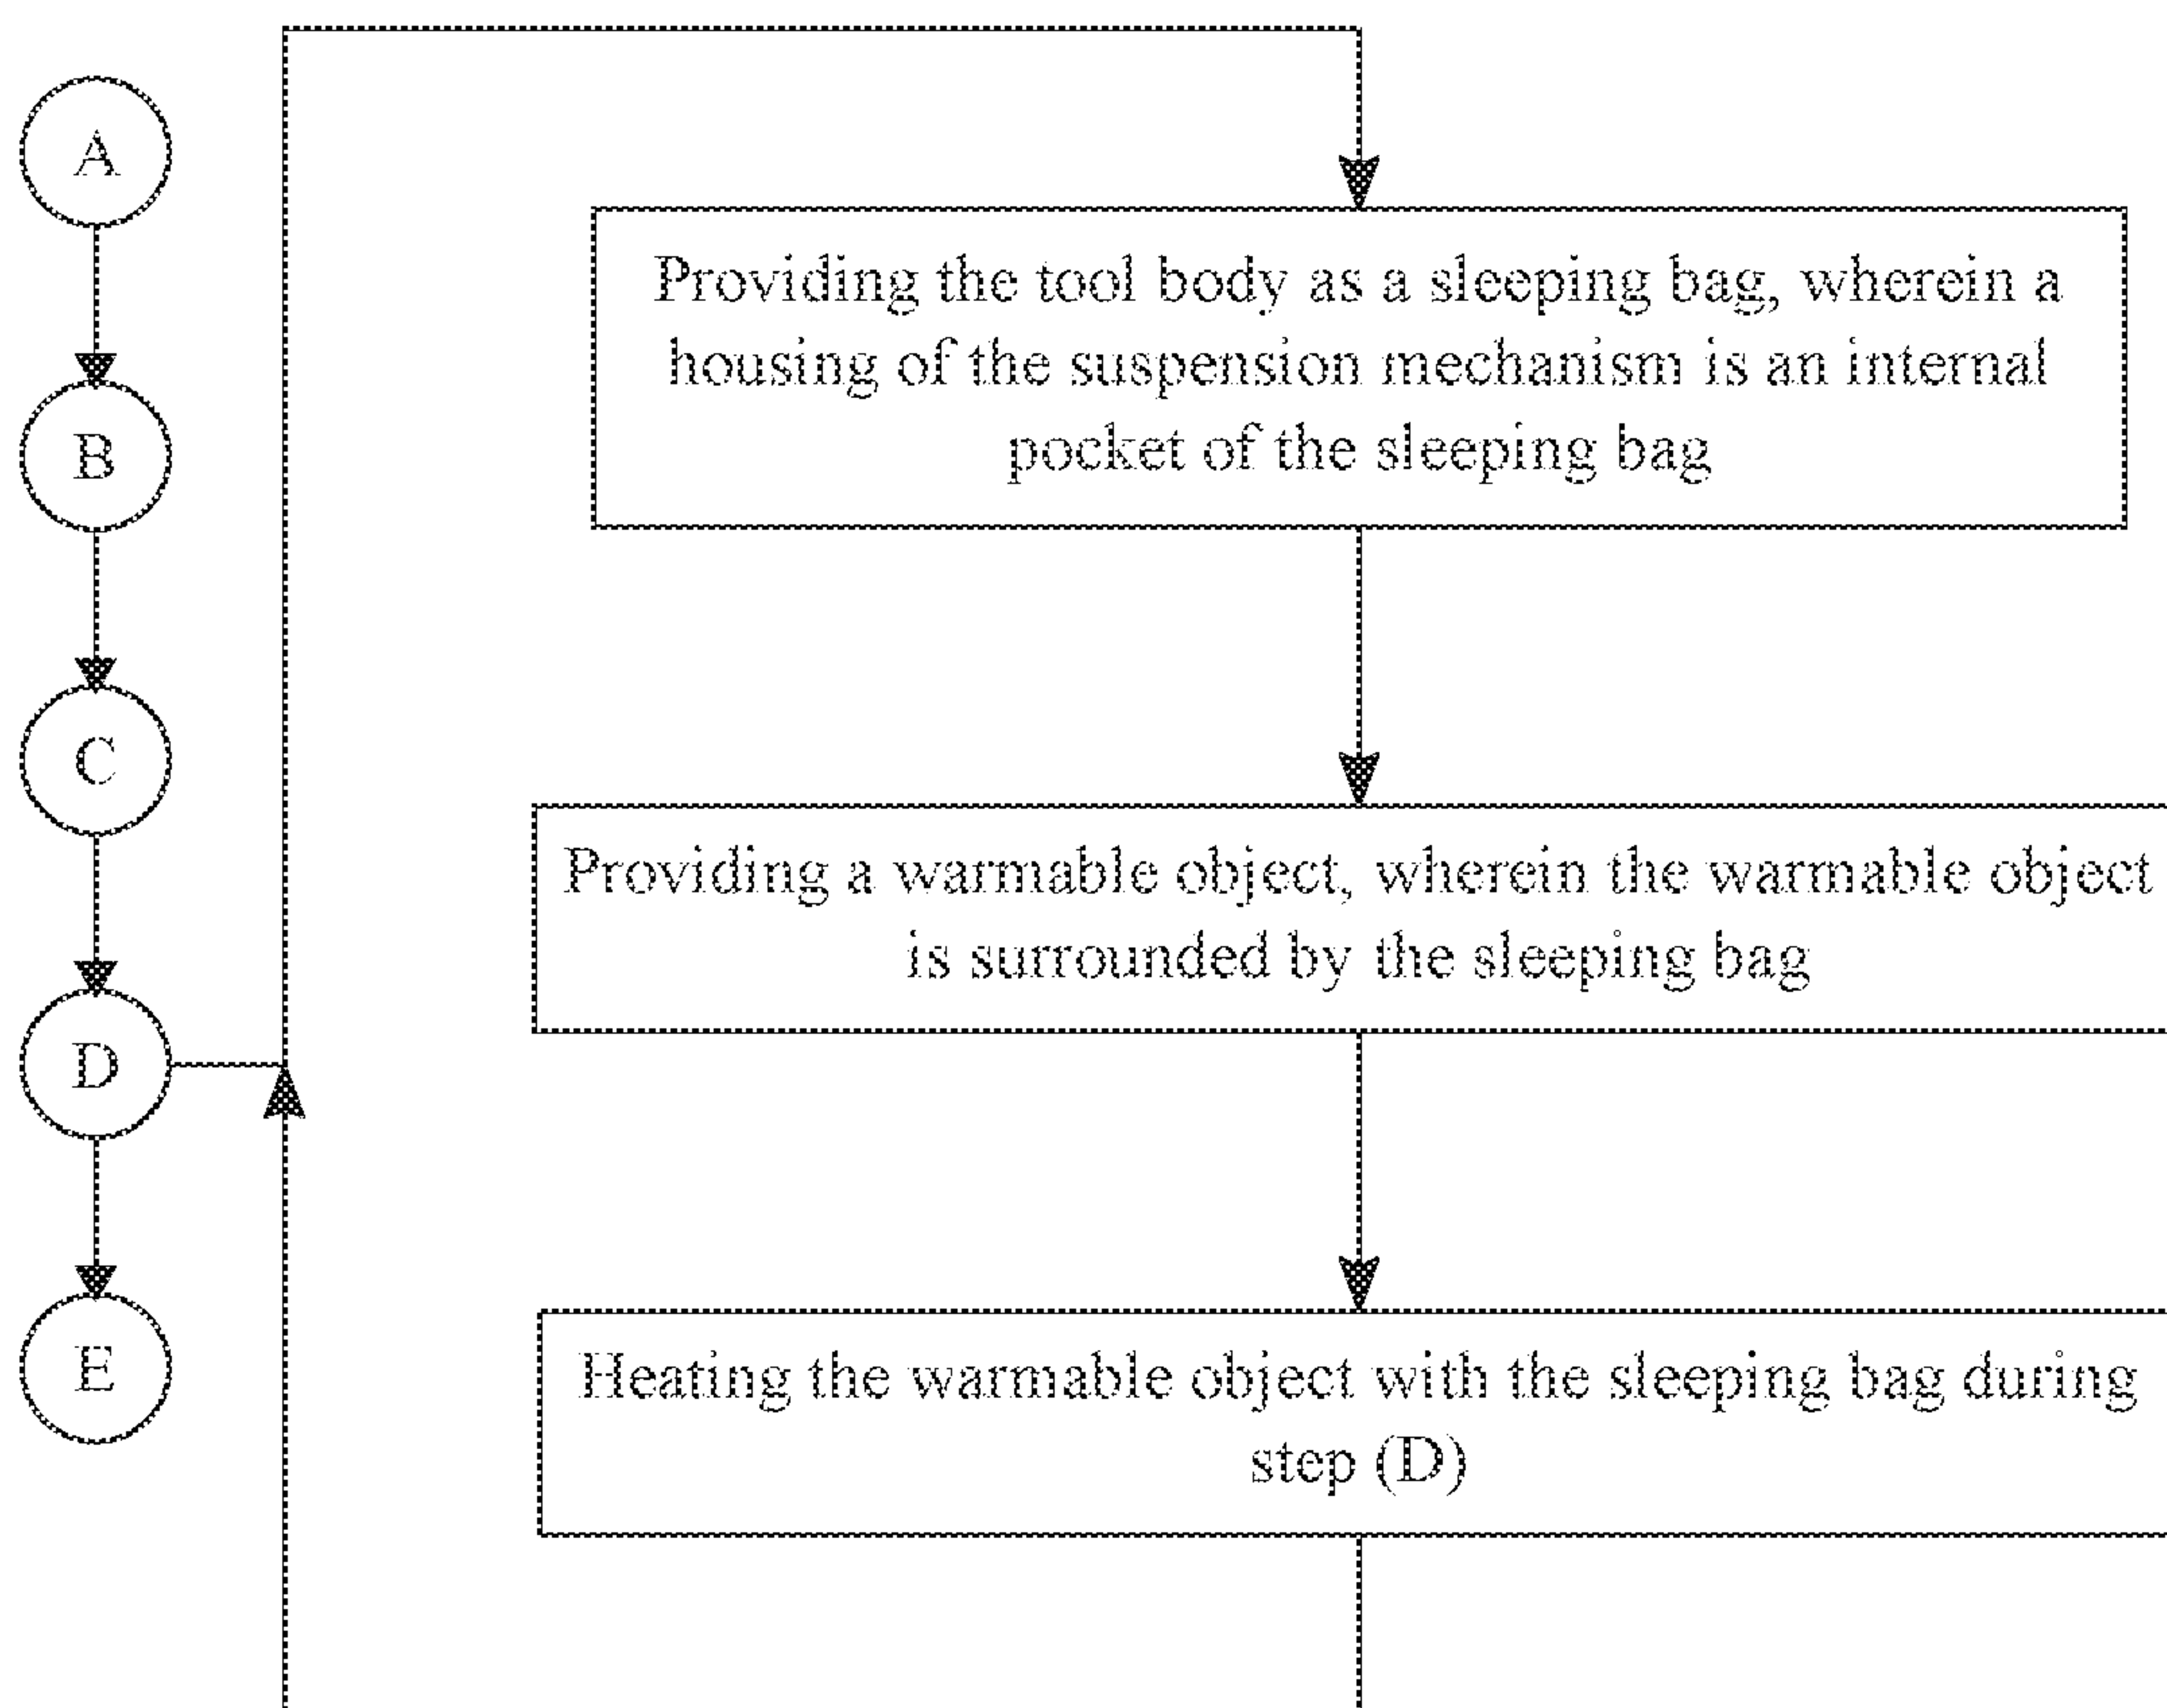 A
B
C
D
E
Providing the tool body as a sleeping bag, wherein a
housing of the suspension mechanism is an internal
pocket of the sleeping bag
Providing a warmable object, wherein the warmable object
is surrounded by the sleeping bag
Heating the warmable object with the sleeping bag during
step (D)